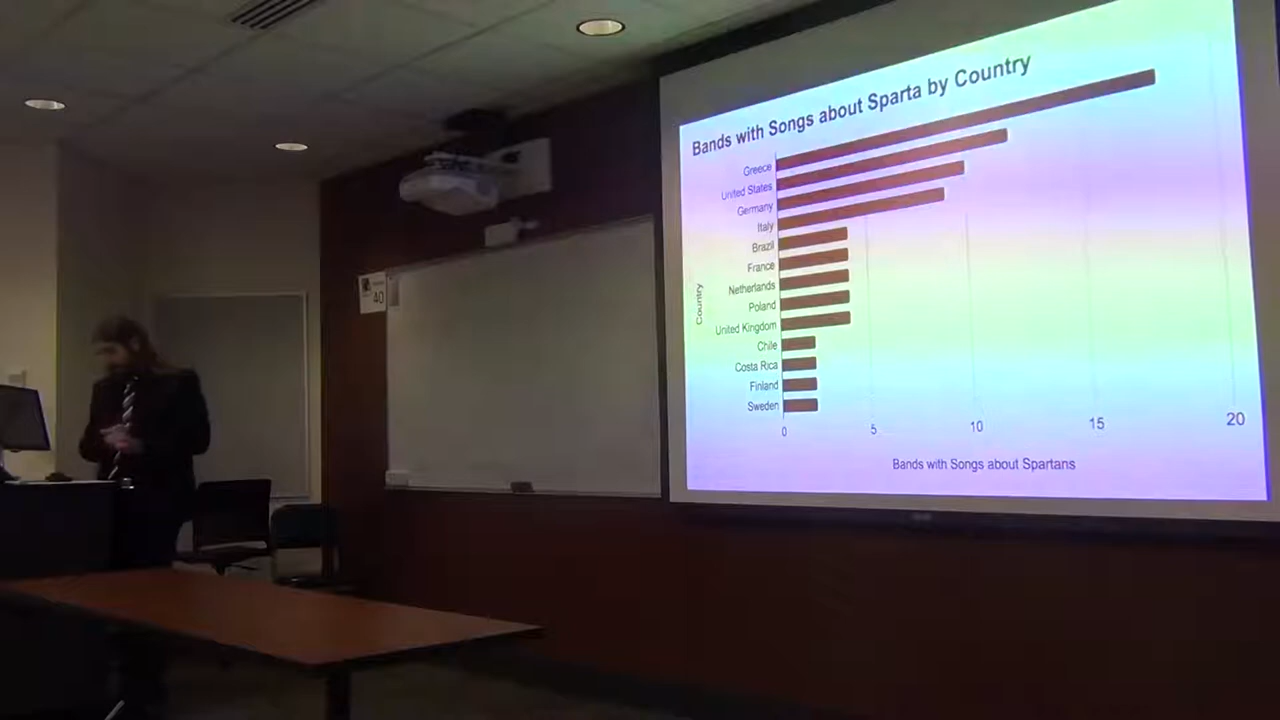 Bands with Songs about Sparta by Country
Greece
United States
Germany
Italy
Brazil
France
Netherlands
Poland
United Kingdom
Chile
Costa Rica
Finland
Sweden
Country
0 5 10 15 20
Bands with Songs about Spartans
40